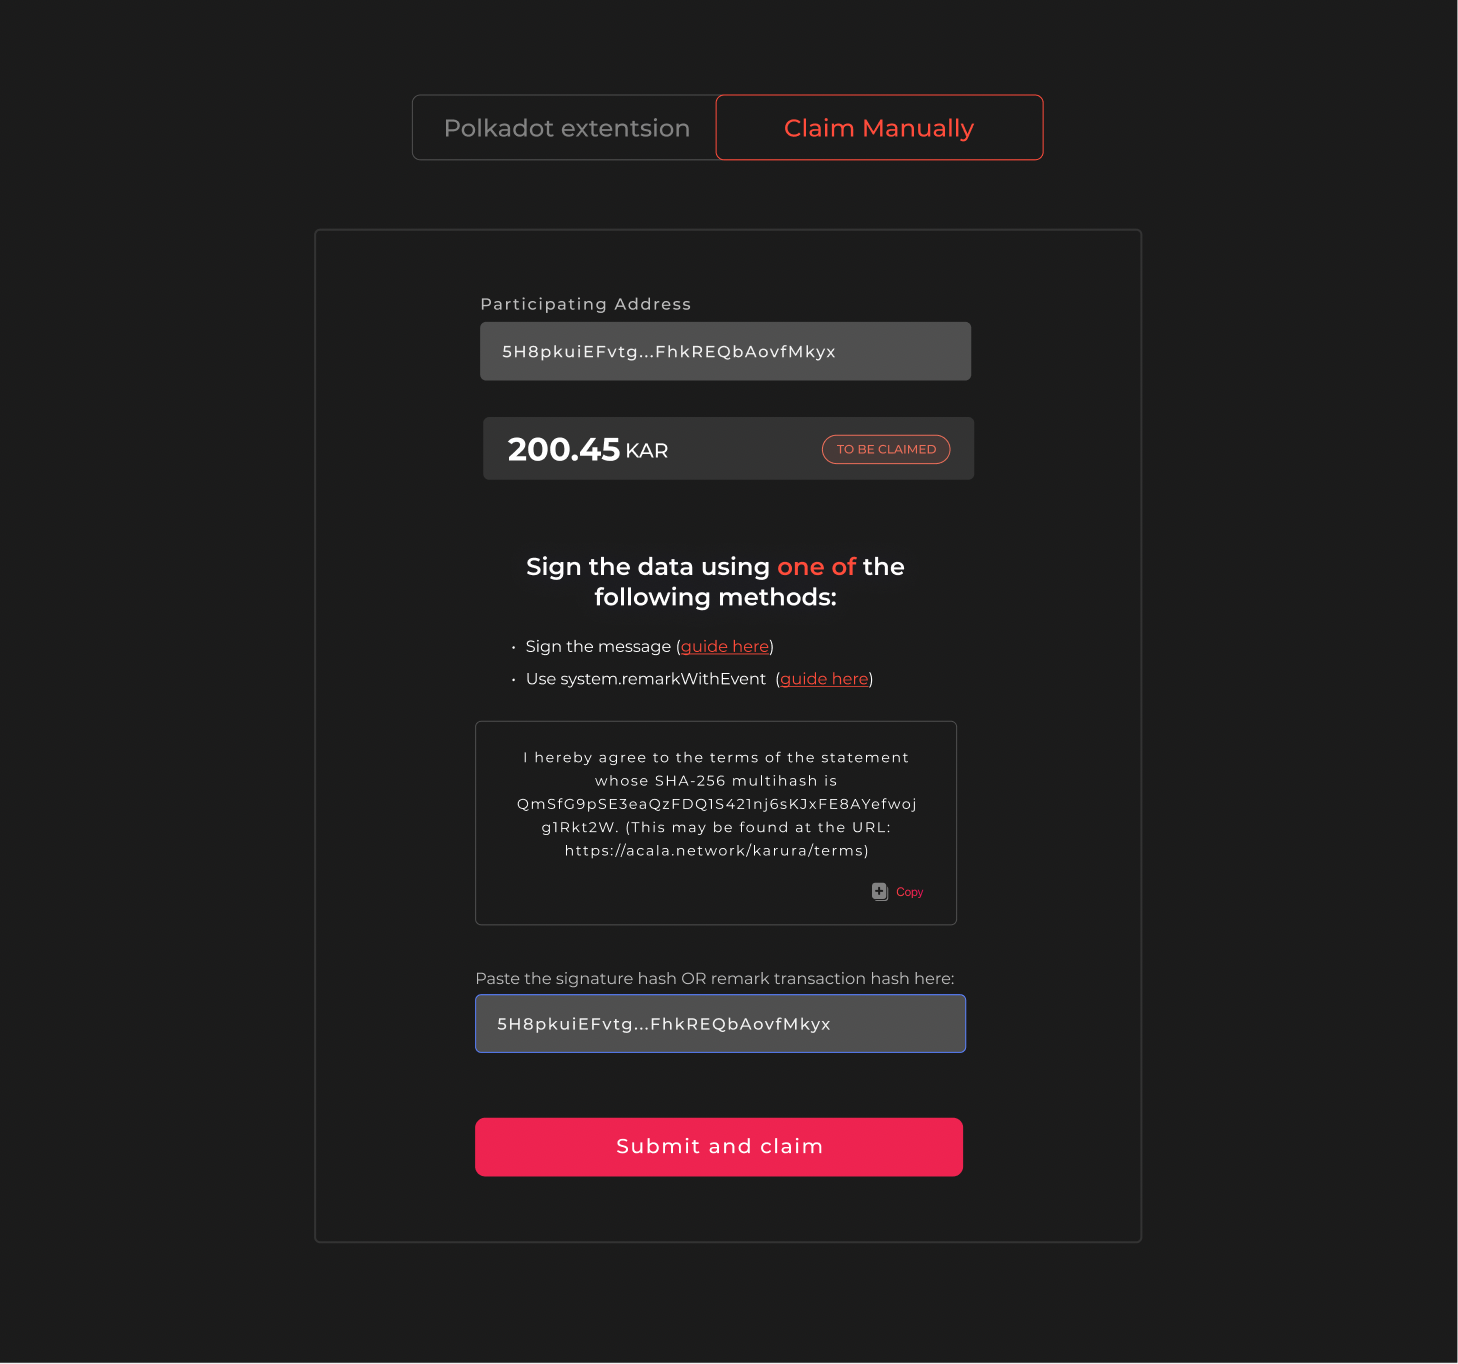 Polkadot extentsion
Claim Manually
Participating Address
5H8pkuiEFvtg...FhkREQbAovfMkyx
200.45 KAR
TO BE CLAIMED
Sign the data using one of the
following methods:
• Sign the message (guide here)
• Use system.remarkWithEvent (guide here)
I hereby agree to the terms of the statement
whose SHA-256 multihash is
QmSfG9pSE3eaQzFDQ1S421nj6sKJxFE8AYefwoj
g1Rkt2W. (This may be found at the URL:
https://acala.network/karura/terms)
Copy
Paste the signature hash OR remark transaction hash here:
5H8pkuiEFvtg...FhkREQbAovfMkyx
Submit and claim